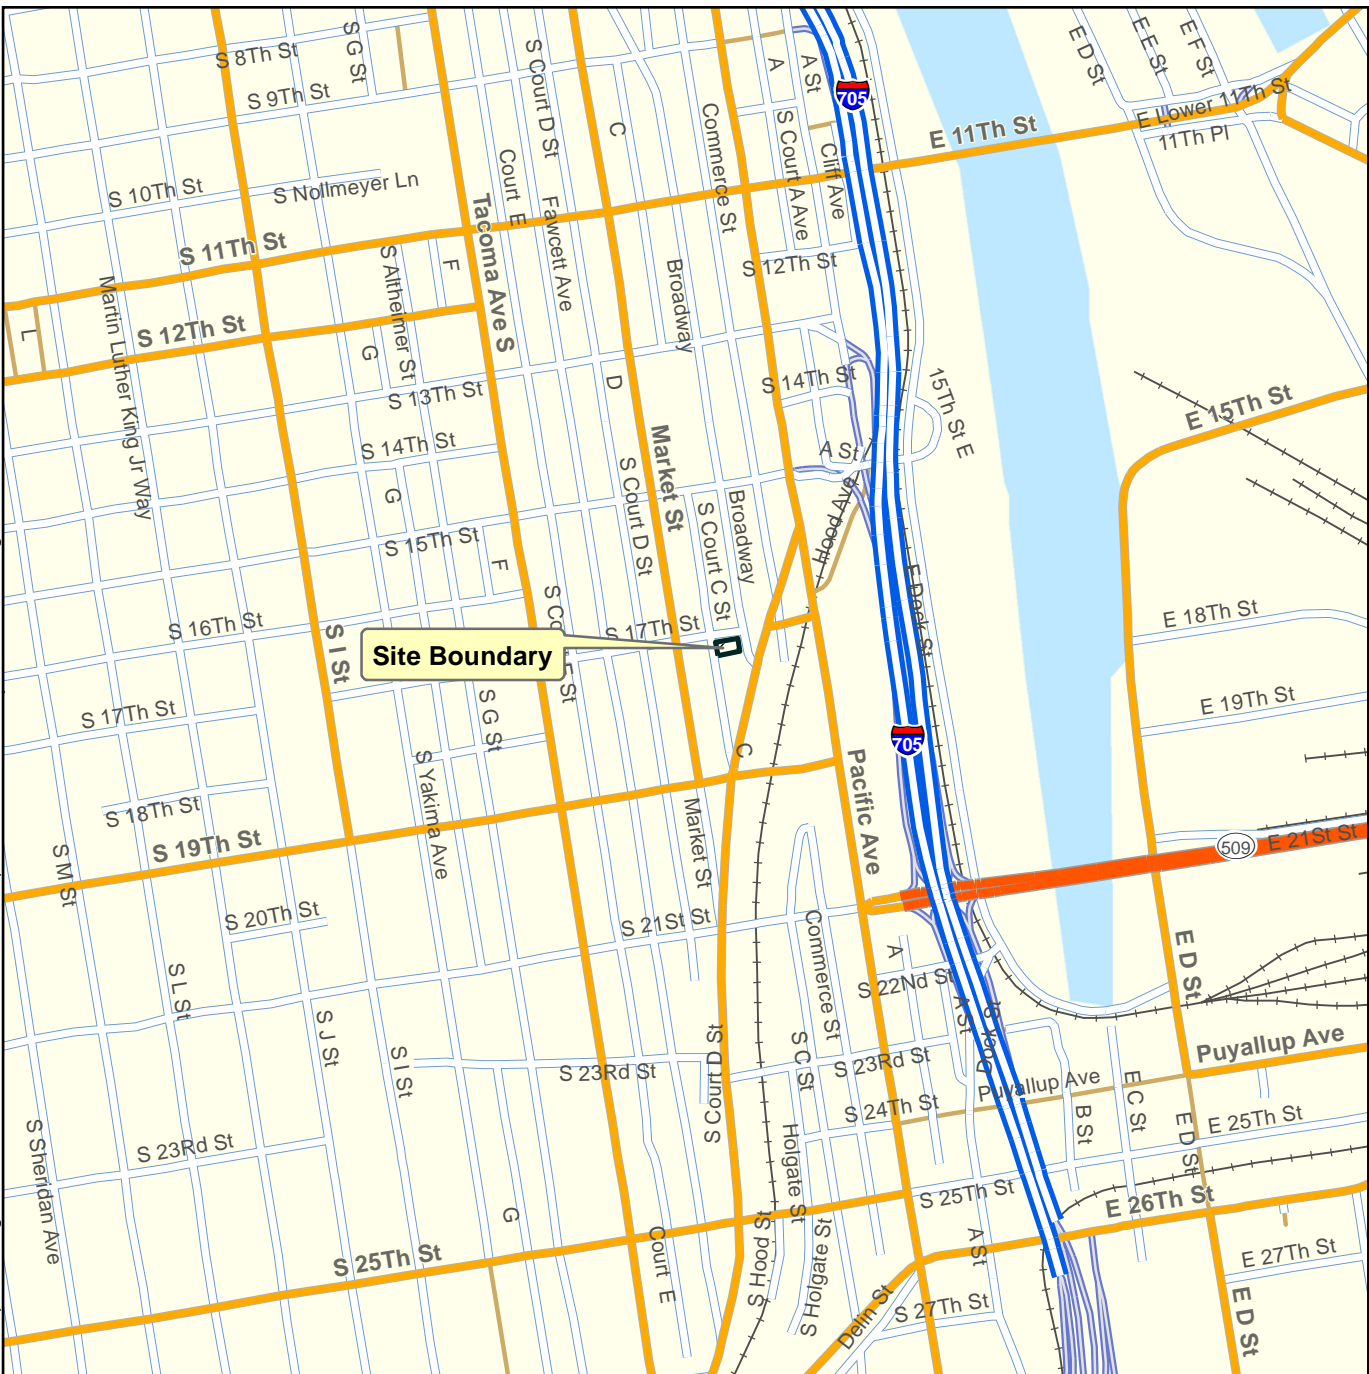 S 8Th St
S G St
S Court D St
C
A
A St
705
E D St
E E St
E F St
S 9Th St
Commerce St
S Court A Ave
Cliff Ave
E 11Th St
E Lower 11Th St
11Th Pl
S 10Th St
S Nollmeyer Ln
Court E
Tacoma Ave S
Fawcett Ave
S 11Th St
S Altheimer St
F
Broadway
S 12Th St
Martin Luther King Jr Way
L
S 12Th St
G
S 13Th St
D
S 14Th St
15Th St E
E 15Th St
S 14Th St
Market St
A St
G
S Court D St
S Court C St
Broadway
Hood Ave
S 15Th St
F
E Dock St
S 16Th St
S I St
S 17Th St
E 18Th St
Site Boundary
S 17Th St
S G St
E 19Th St
C
705
S Yakima Ave
Pacific Ave
S 18Th St
Market St
S 19Th St
S M St
509
E 21St St
S 20Th St
S 21St St
Commerce St
A
E D St
S L St
S 22Nd St
A St
Dock St
S J St
S I St
S Court D St
S C St
S 23Rd St
S 23Rd St
Puyallup Ave
Puyallup Ave
S 24Th St
B St
E C St
E D St
E 25Th St
S Sheridan Ave
S 23Rd St
Holgate St
S 25Th St
E 26Th St
G
Court E
S Hood St
S Holgate St
A St
E 27Th St
S 25Th St
Delin St
S 27Th St
E D St